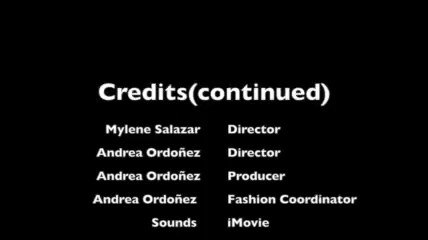 Credits(continued)
Mylene Salazar Director
Andrea Ordoñez Director
Andrea Ordoñez Producer
Andrea Ordoñez Fashion Coordinator
Sounds iMovie